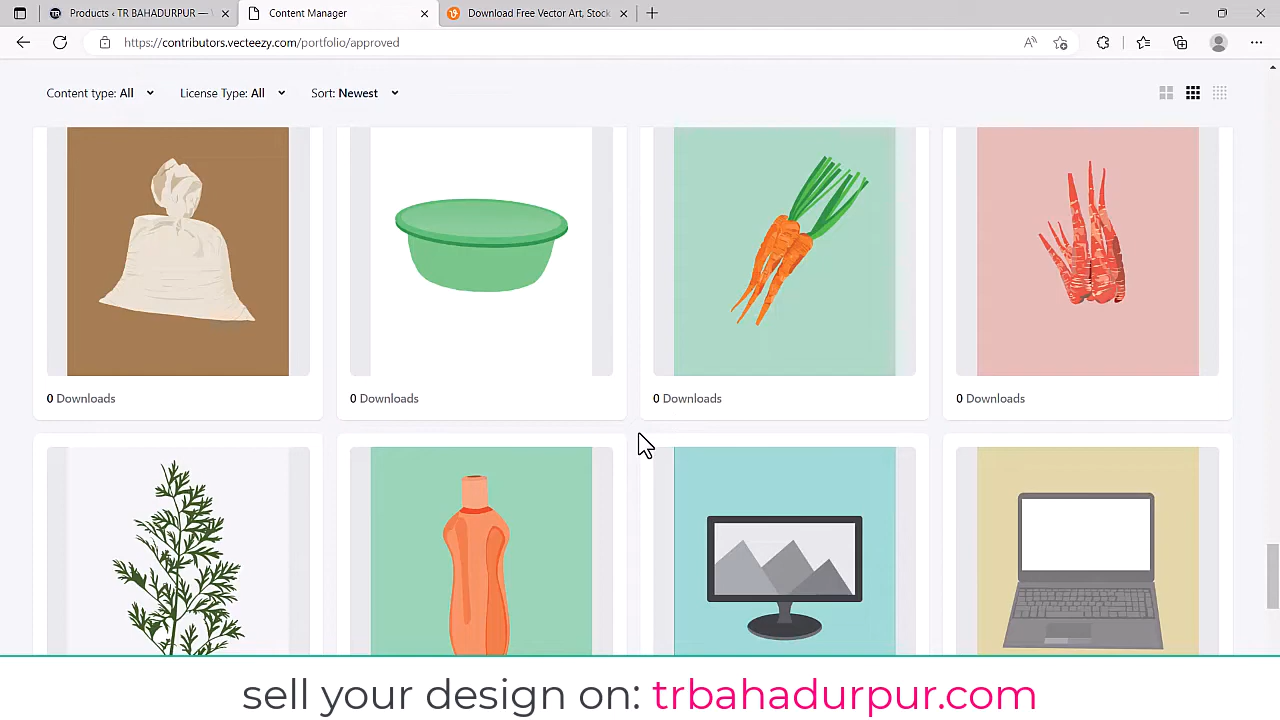 Products ‹ TR BAHADURPUR —
Content Manager
Download Free Vector Art, Stock
https://contributors.vecteezy.com/portfolio/approved
Content type: All
License Type: All
Sort: Newest
0 Downloads
0 Downloads
0 Downloads
0 Downloads
sell your design on: trbahadurpur.com